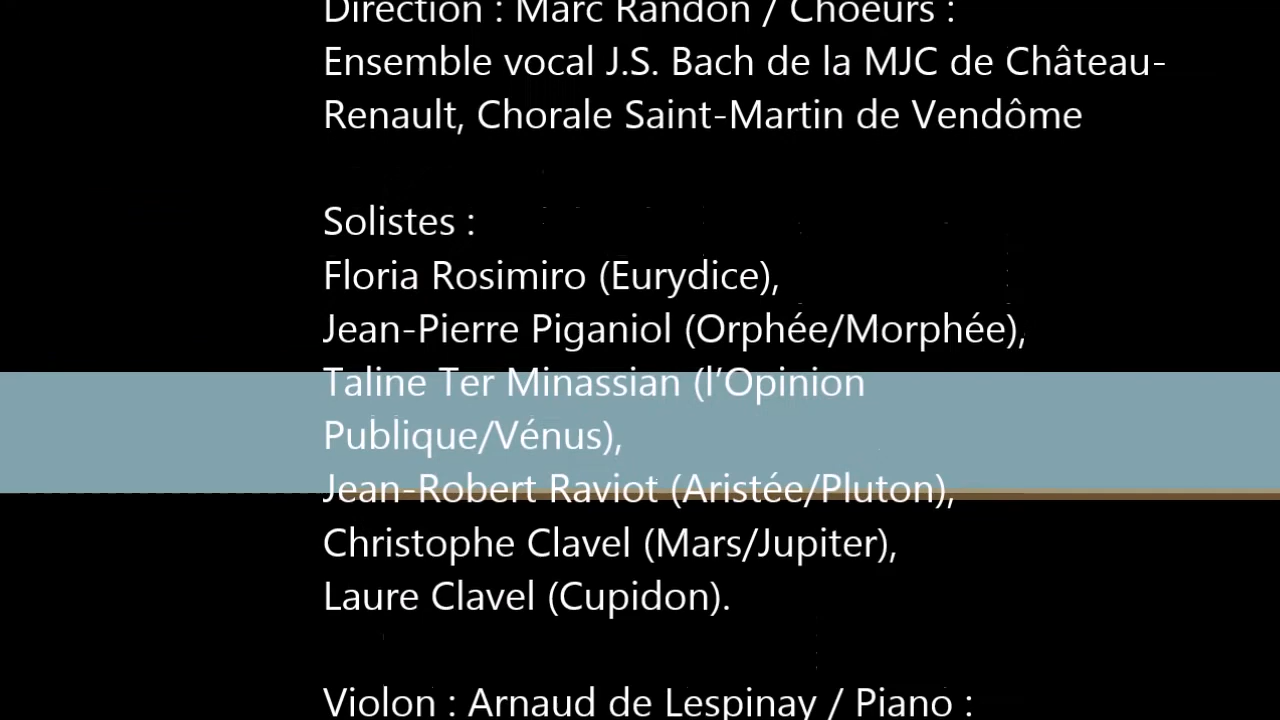 Direction : Marc Randon / Choeurs :
Ensemble vocal J.S. Bach de la MJC de Château-
Renault, Chorale Saint-Martin de Vendôme
Solistes :
Floria Rosimiro (Eurydice),
Jean-Pierre Piganiol (Orphée/Morphée),
Taline Ter Minassian (l’Opinion
Publique/Vénus),
Jean-Robert Raviot (Aristée/Pluton),
Christophe Clavel (Mars/Jupiter),
Laure Clavel (Cupidon).
Violon : Arnaud de Lespinay / Piano :